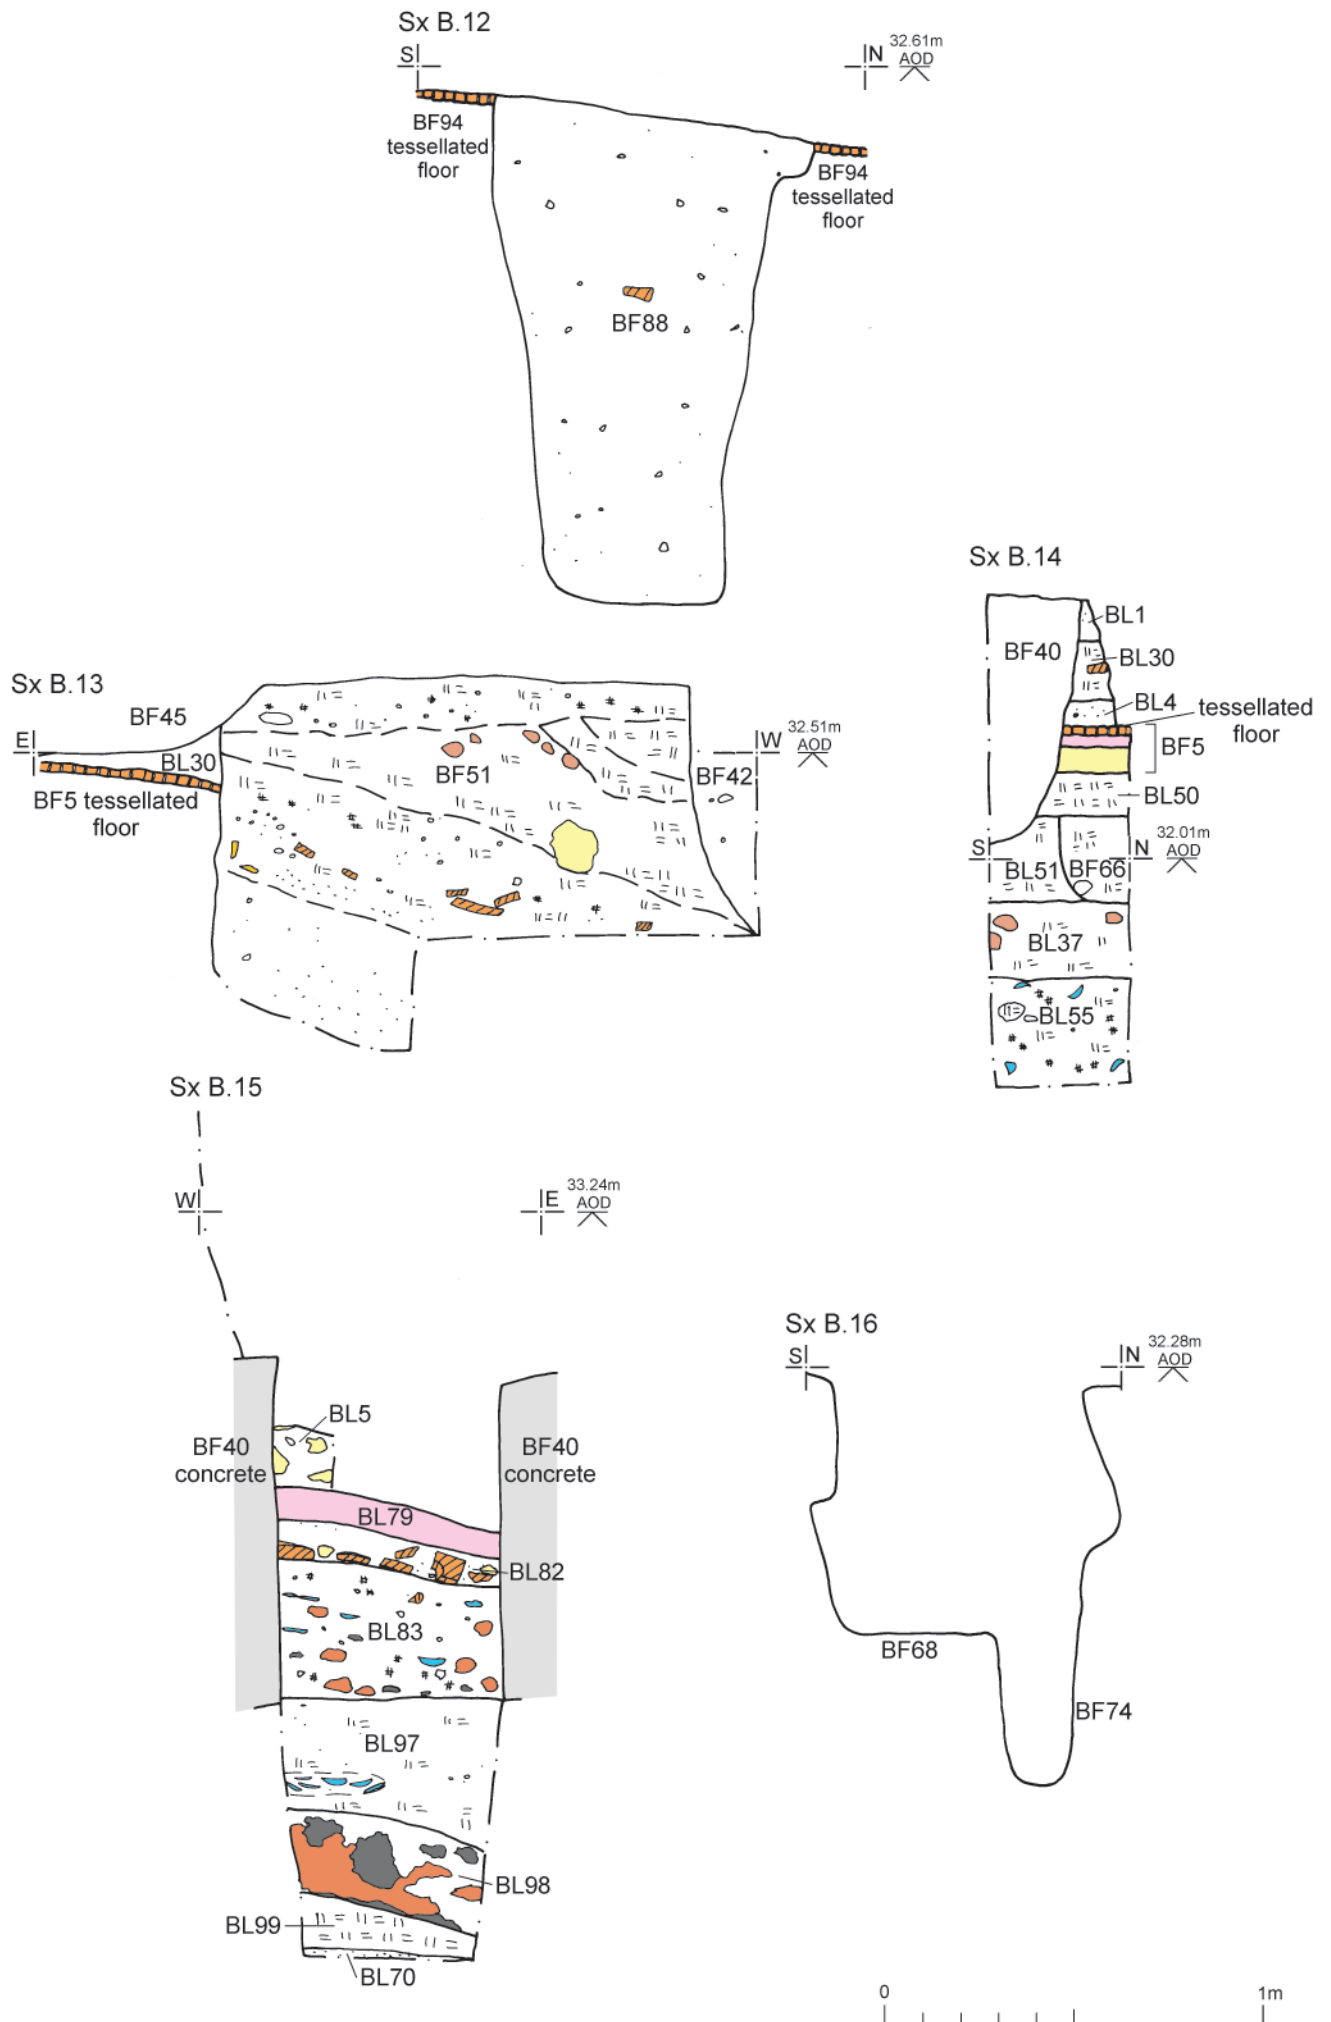 Sx B.12
S
N
32.61m
AOD
BF94
tessellated
floor
BF94
tessellated
floor
BF88
Sx B.14
BL1
BF40
BL30
BL4
tessellated
floor
BF5
BL50
S
N
32.01m
AOD
BL51
BF66
BL37
BL55
Sx B.13
BF45
E
BL30
BF5 tessellated
floor
BF51
BF42
W
32.51m
AOD
Sx B.15
W
E
33.24m
AOD
BL5
BF40
concrete
BF40
concrete
BL79
BL82
BL83
BL97
BL98
BL99
BL70
Sx B.16
S
N
32.28m
AOD
BF68
BF74
0
1m